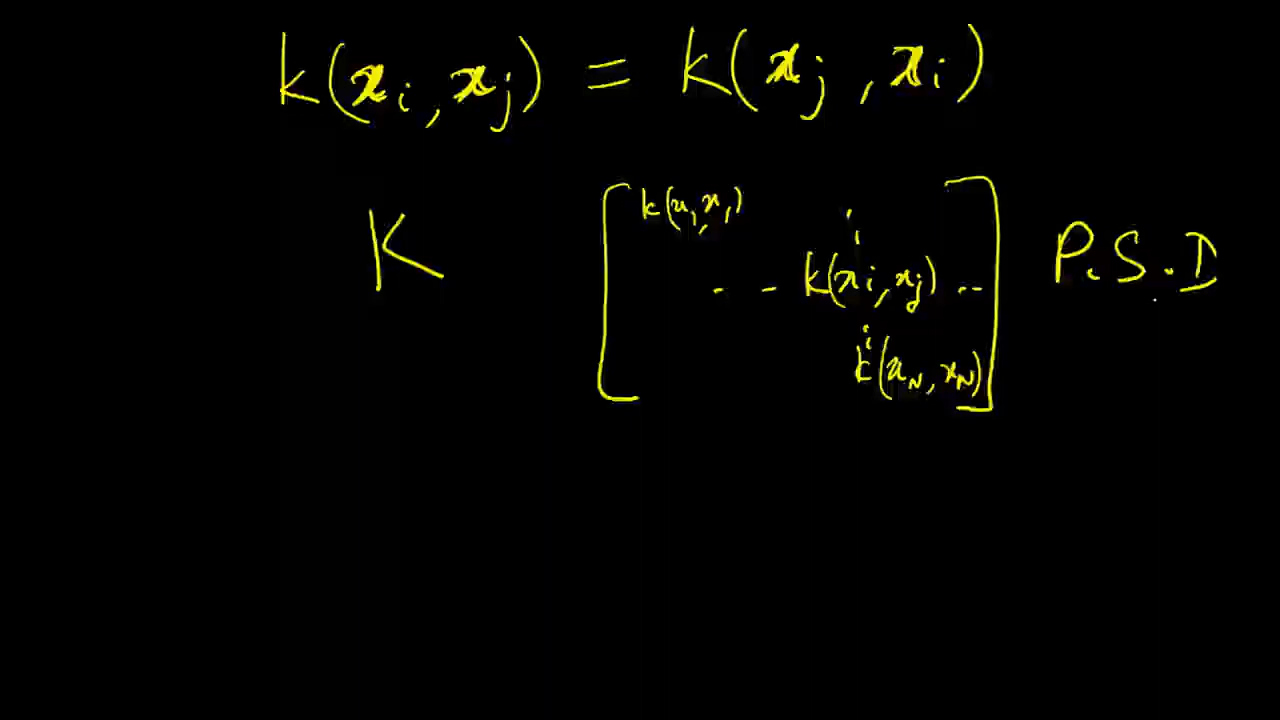 k(xi, xj) = k(xj, xi)
k(x1, x1)
K [ . . k(xi, xj) .. ] P.S.D
k(xN, xN)